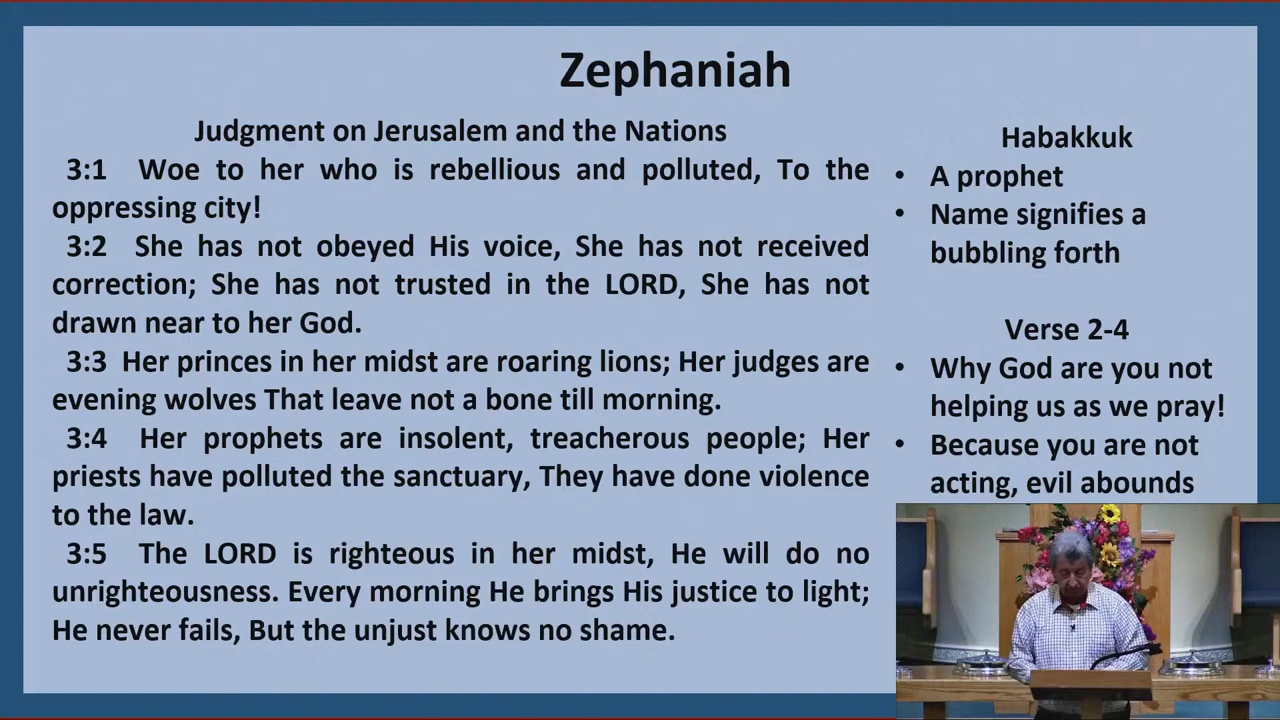 Zephaniah
Judgment on Jerusalem and the Nations
3:1 Woe to her who is rebellious and polluted, To the
oppressing city!
3:2 She has not obeyed His voice, She has not received
correction; She has not trusted in the LORD, She has not
drawn near to her God.
3:3 Her princes in her midst are roaring lions; Her judges are
evening wolves That leave not a bone till morning.
3:4 Her prophets are insolent, treacherous people; Her
priests have polluted the sanctuary, They have done violence
to the law.
3:5 The LORD is righteous in her midst, He will do no
unrighteousness. Every morning He brings His justice to light;
He never fails, But the unjust knows no shame.
Habakkuk
• A prophet
• Name signifies a
bubbling forth
Verse 2-4
• Why God are you not
helping us as we pray!
• Because you are not
acting, evil abounds